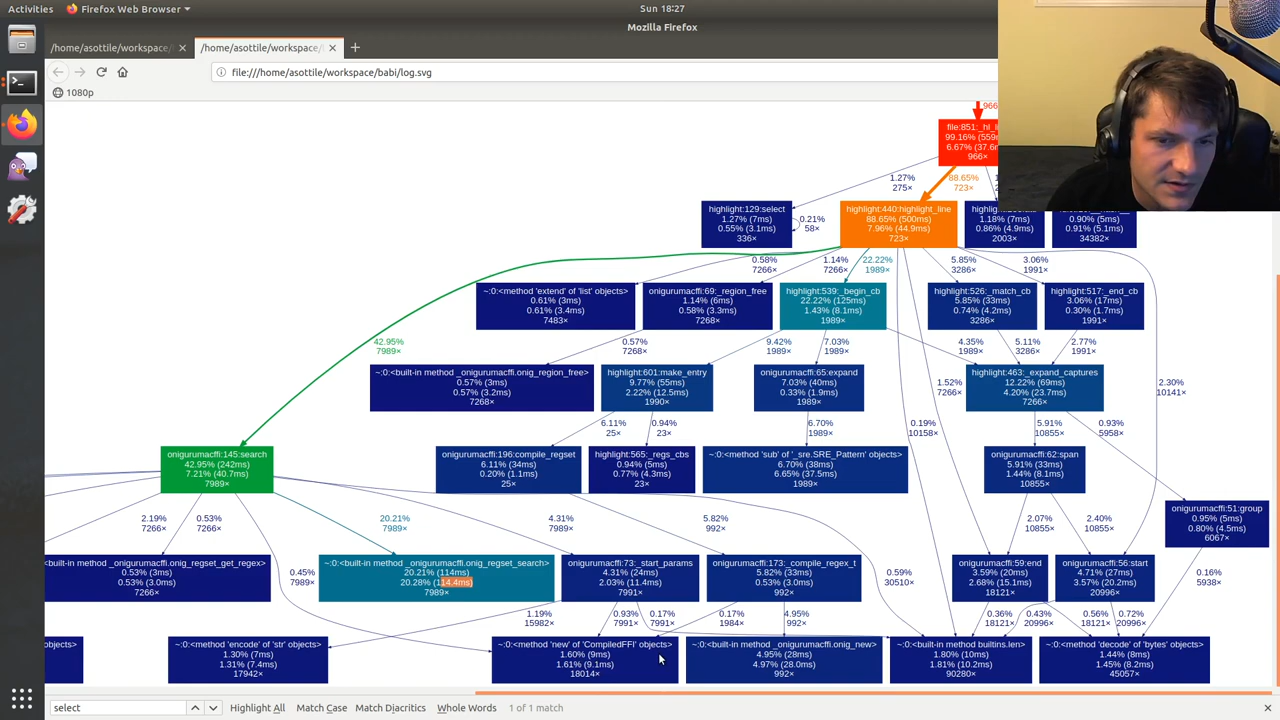 Activities
Firefox Web Browser
Sun 18:27
Mozilla Firefox
/home/asottile/workspace/
/home/asottile/workspace/
file:///home/asottile/workspace/babi/log.svg
1080p
966
file:851:_hl_
99.16% (559
6.67% (37.6
966×
1.27%
275×
88.65%
723×
highlight:129:select
1.27% (7ms)
0.55% (3.1ms)
336×
0.21%
58×
highlight:440:highlight_line
88.65% (500ms)
7.96% (44.9ms)
723×
1.18% (7ms)
0.86% (4.9ms)
2003×
0.90% (5ms)
0.91% (5.1ms)
34382×
0.58%
7266×
1.14%
7266×
22.22%
1989×
5.85%
3286×
3.06%
1991×
~:0:<method 'extend' of 'list' objects>
0.61% (3ms)
0.61% (3.4ms)
7483×
onigurumacffi:69:_region_free
1.14% (6ms)
0.58% (3.3ms)
7268×
highlight:539:_begin_cb
22.22% (125ms)
1.43% (8.1ms)
1989×
highlight:526:_match_cb
5.85% (33ms)
0.74% (4.2ms)
3286×
highlight:517:_end_cb
3.06% (17ms)
0.30% (1.7ms)
1991×
42.95%
7989×
0.57%
7268×
9.42%
1989×
7.03%
1989×
4.35%
1989×
5.11%
3286×
2.77%
1991×
~:0:<built-in method _onigurumacffi.onig_region_free>
0.57% (3ms)
0.57% (3.2ms)
7268×
highlight:601:make_entry
9.77% (55ms)
2.22% (12.5ms)
1990×
onigurumacffi:65:expand
7.03% (40ms)
0.33% (1.9ms)
1989×
1.52%
7266×
highlight:463:_expand_captures
12.22% (69ms)
4.20% (23.7ms)
7266×
2.30%
10141×
6.11%
25×
0.94%
23×
6.70%
1989×
0.19%
10158×
5.91%
10855×
0.93%
5958×
onigurumacffi:145:search
42.95% (242ms)
7.21% (40.7ms)
7989×
onigurumacffi:196:compile_regset
6.11% (34ms)
0.20% (1.1ms)
25×
highlight:565:_regs_cbs
0.94% (5ms)
0.77% (4.3ms)
23×
~:0:<method 'sub' of '_sre.SRE_Pattern' objects>
6.70% (38ms)
6.65% (37.5ms)
1989×
onigurumacffi:62:span
5.91% (33ms)
1.44% (8.1ms)
10855×
onigurumacffi:51:group
0.95% (5ms)
0.80% (4.5ms)
6067×
2.19%
7266×
0.53%
7266×
20.21%
7989×
4.31%
7989×
5.82%
992×
2.07%
10855×
2.40%
10855×
0.45%
7989×
0.59%
30510×
0.16%
5938×
built-in method _onigurumacffi.onig_regset_get_regex>
0.53% (3ms)
0.53% (3.0ms)
7266×
~:0:<built-in method _onigurumacffi.onig_regset_search>
20.21% (114ms)
20.28% (114.4ms)
7989×
onigurumacffi:73:_start_params
4.31% (24ms)
2.03% (11.4ms)
7991×
onigurumacffi:173:_compile_regex_t
5.82% (33ms)
0.53% (3.0ms)
992×
onigurumacffi:59:end
3.59% (20ms)
2.68% (15.1ms)
18121×
onigurumacffi:56:start
4.71% (27ms)
3.57% (20.2ms)
20996×
1.19%
15982×
0.93%
7991×
0.17%
7991×
0.17%
1984×
4.95%
992×
0.36%
18121×
0.43%
20996×
0.56%
18121×
0.72%
20996×
objects>
~:0:<method 'encode' of 'str' objects>
1.30% (7ms)
1.31% (7.4ms)
17942×
~:0:<method 'new' of 'CompiledFFI' objects>
1.60% (9ms)
1.61% (9.1ms)
18014×
~:0:<built-in method _onigurumacffi.onig_new>
4.95% (28ms)
4.97% (28.0ms)
992×
~:0:<built-in method builtins.len>
1.80% (10ms)
1.81% (10.2ms)
90280×
~:0:<method 'decode' of 'bytes' objects>
1.44% (8ms)
1.45% (8.2ms)
45057×
select
Highlight All
Match Case
Match Diacritics
Whole Words
1 of 1 match